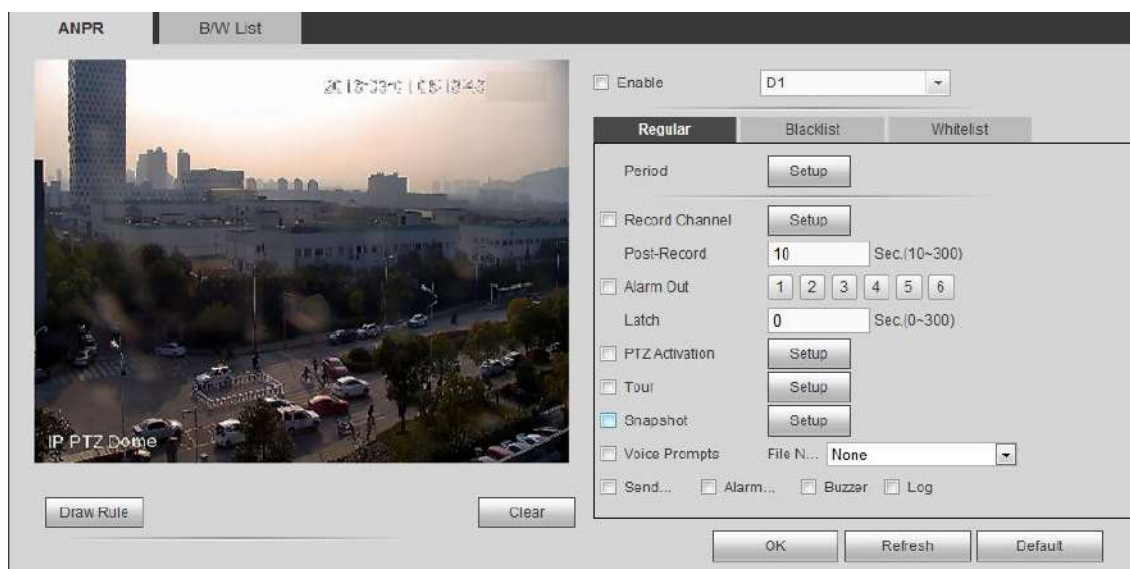 ANPR
B/W List
IP PTZ Dome
Draw Rule
Clear
Enable
D1
Regular
Blacklist
Whitelist
Period
Setup
Record Channel
Setup
Post-Record
10
Sec.(10~300)
Alarm Out
1 2 3 4 5 6
Latch
0
Sec.(0~300)
PTZ Activation
Setup
Tour
Setup
Snapshot
Setup
Voice Prompts
File N...
None
Send...
Alarm...
Buzzer
Log
OK
Refresh
Default